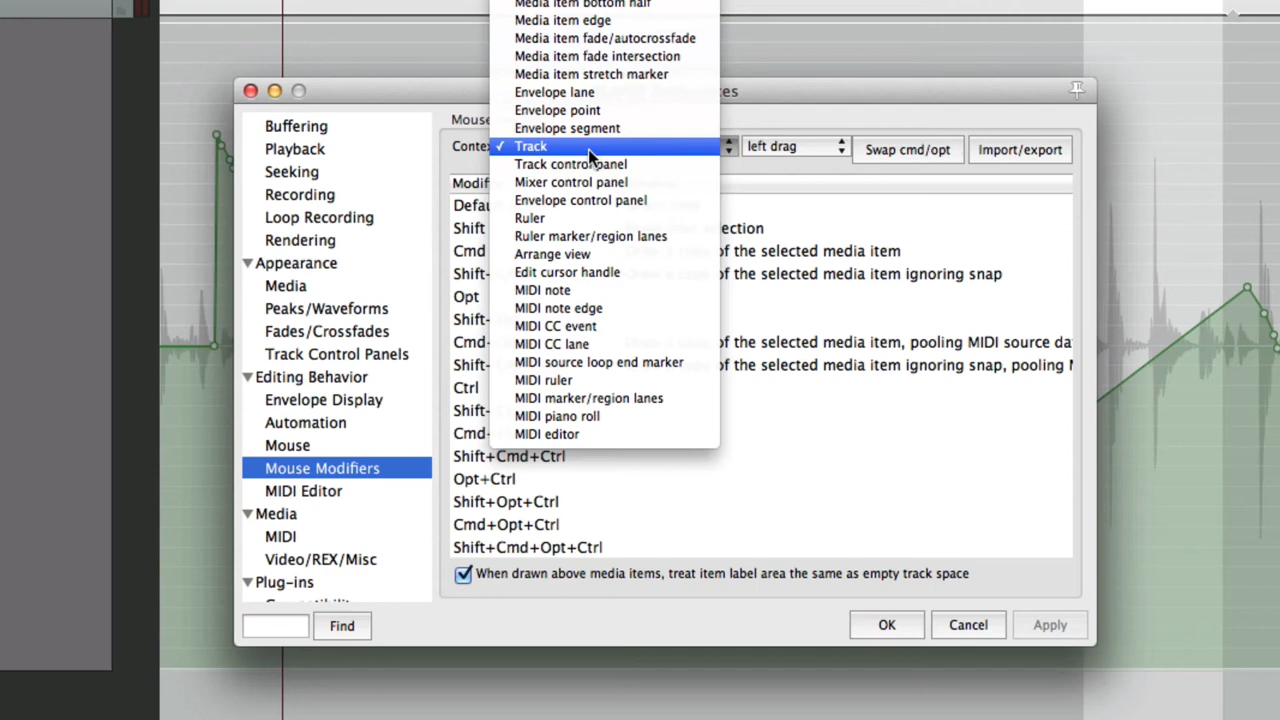 Media item bottom half
Media item edge
Media item fade/autocrossfade
Media item fade intersection
Media item stretch marker
Envelope lane
Envelope point
Envelope segment
✓ Track
Track control panel
Mixer control panel
Envelope control panel
Ruler
Ruler marker/region lanes
Arrange view
Edit cursor handle
MIDI note
MIDI note edge
MIDI CC event
MIDI CC lane
MIDI source loop end marker
MIDI ruler
MIDI marker/region lanes
MIDI piano roll
MIDI editor
Buffering
Playback
Seeking
Recording
Loop Recording
Rendering
Appearance
Media
Peaks/Waveforms
Fades/Crossfades
Track Control Panels
Editing Behavior
Envelope Display
Automation
Mouse
Mouse Modifiers
MIDI Editor
Media
MIDI
Video/REX/Misc
Plug-ins
Find
Mouse
Contex
left drag
Swap cmd/opt
Import/export
Modif
Defau
Shift
Cmd of the selected media item
Shift- of the selected media item ignoring snap
Opt
Shift-
Cmd- of the selected media item, pooling MIDI source da
Shift- of the selected media item ignoring snap, pooling
Ctrl
Shift-
Cmd-
Shift+Cmd+Ctrl
Opt+Ctrl
Shift+Opt+Ctrl
Cmd+Opt+Ctrl
Shift+Cmd+Opt+Ctrl
When drawn above media items, treat item label area the same as empty track space
OK
Cancel
Apply